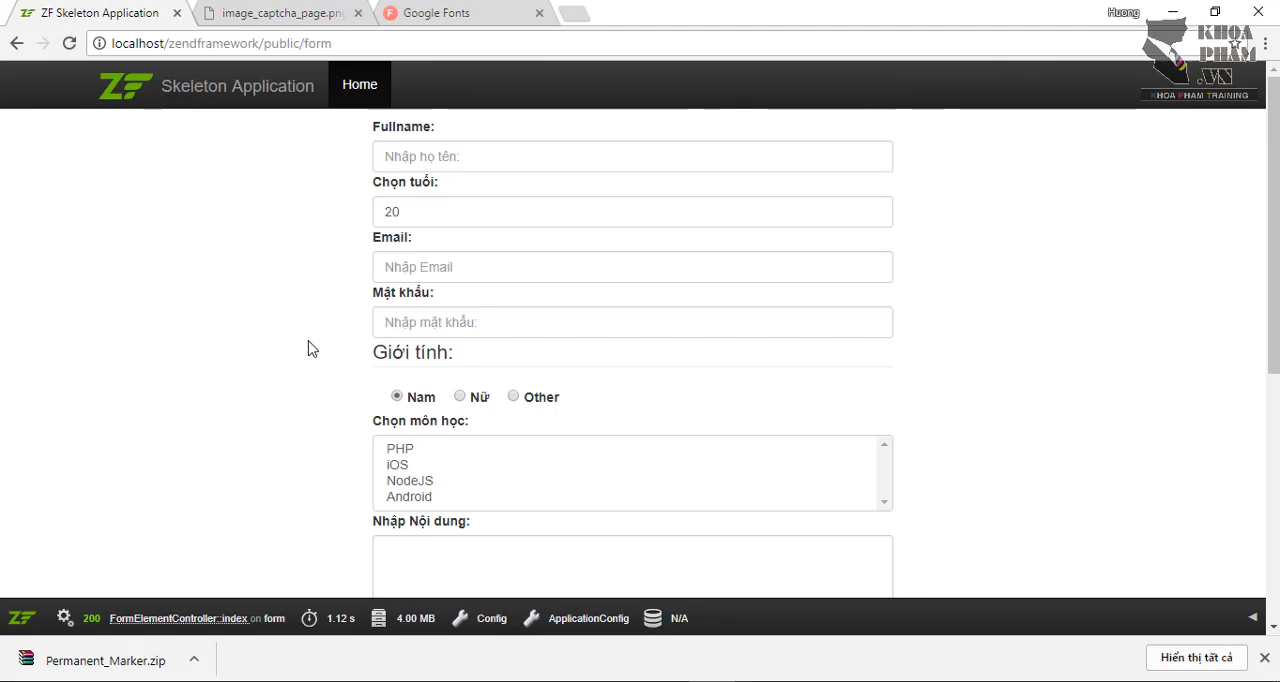 ZF Skeleton Application
image_captcha_page.png
Google Fonts
Huong
localhost/zendframework/public/form
KHOA
PHẠM
.VN
KHOA PHAM TRAINING
ZF Skeleton Application Home
Fullname:
Nhập họ tên:
Chọn tuổi:
20
Email:
Nhập Email
Mật khẩu:
Nhập mật khẩu:
Giới tính:
Nam Nữ Other
Chọn môn học:
PHP
iOS
NodeJS
Android
Nhập Nội dung:
ZF 200 FormElementController::index on form 1.12 s 4.00 MB Config ApplicationConfig N/A
Permanent_Marker.zip
Hiển thị tất cả